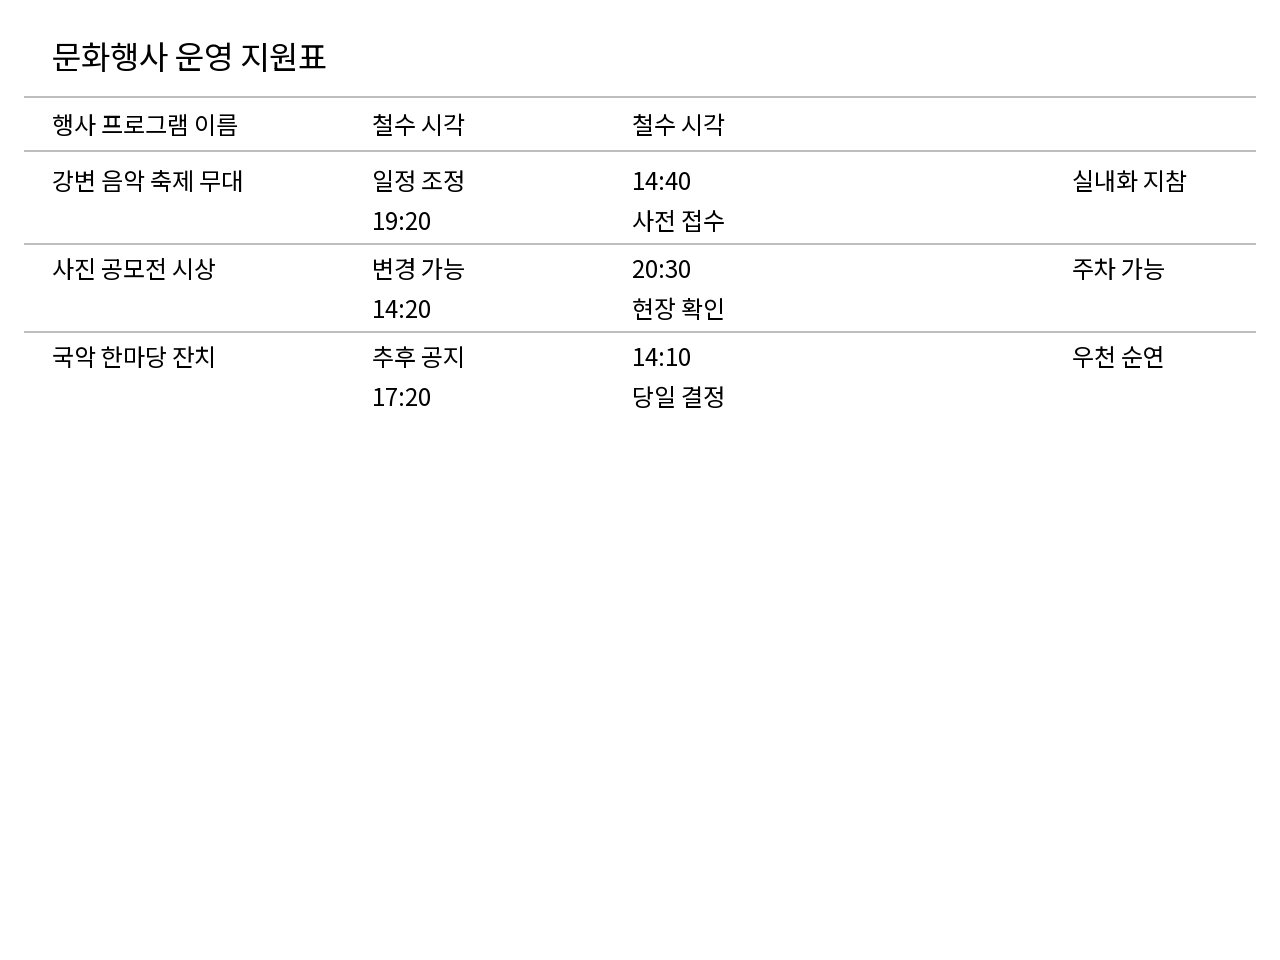 문화행사 운영 지원표
행사 프로그램 이름 철수 시각 철수 시각
강변 음악 축제 무대 일정 조정 14:40 실내화 지참
19:20 사전 접수
사진 공모전 시상 변경 가능 20:30 주차 가능
14:20 현장 확인
국악 한마당 잔치 추후 공지 14:10 우천 순연
17:20 당일 결정